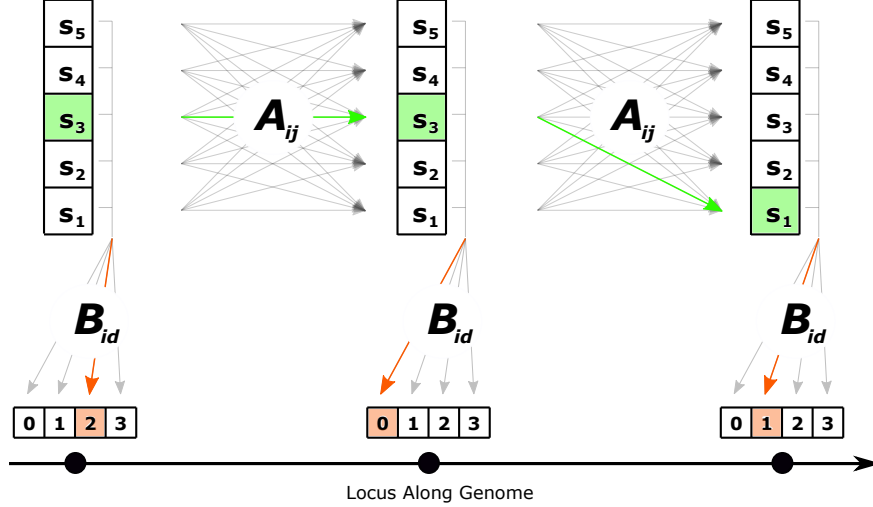 s5 s5 s5
s4 s4 s4
s3 Aij s3 Aij s3
s2 s2 s2
s1 s1 s1
Bid Bid Bid
0 1 2 3 0 1 2 3 0 1 2 3
Locus Along Genome